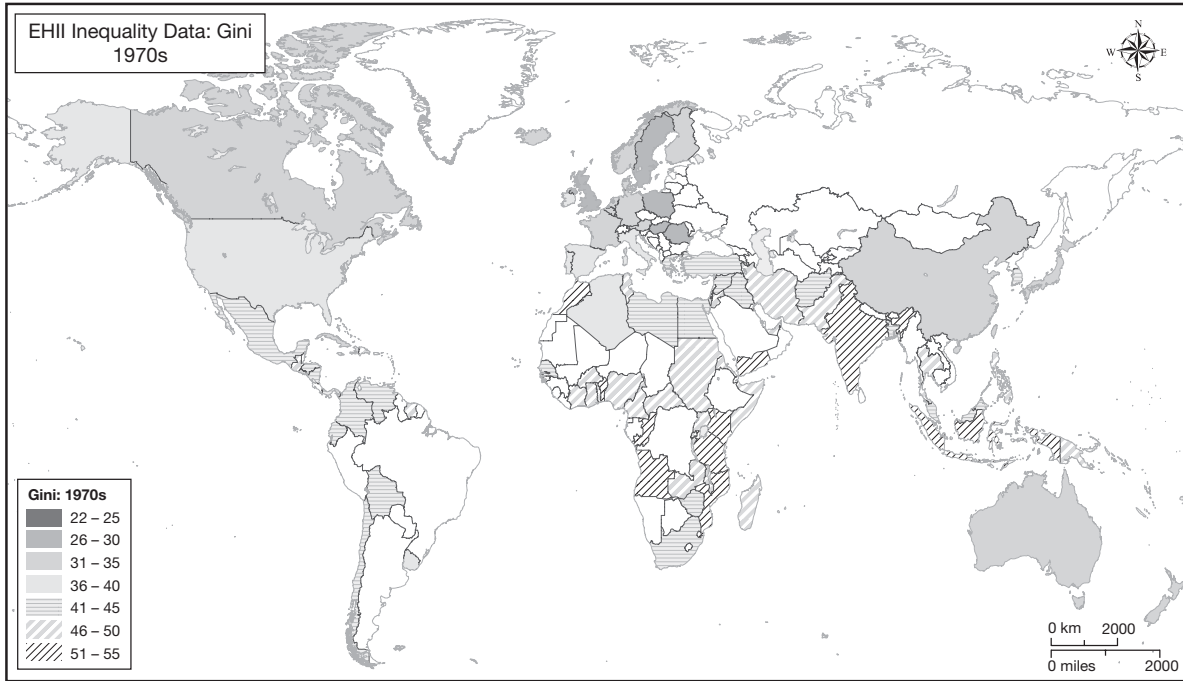 EHII Inequality Data: Gini
1970s
N
W E
S
Gini: 1970s
22 – 25
26 – 30
31 – 35
36 – 40
41 – 45
46 – 50
51 – 55
0 km 2000
0 miles 2000